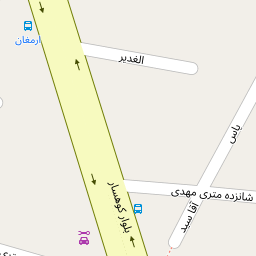 ارمغان
الغدیر
یاس
شانزده متری مهدی
آقا سید
بلوار کوهسار